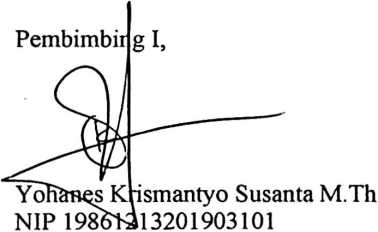 Pembimbing I,
Yohanes Krismantyo Susanta M.Th
NIP 19861213201903101